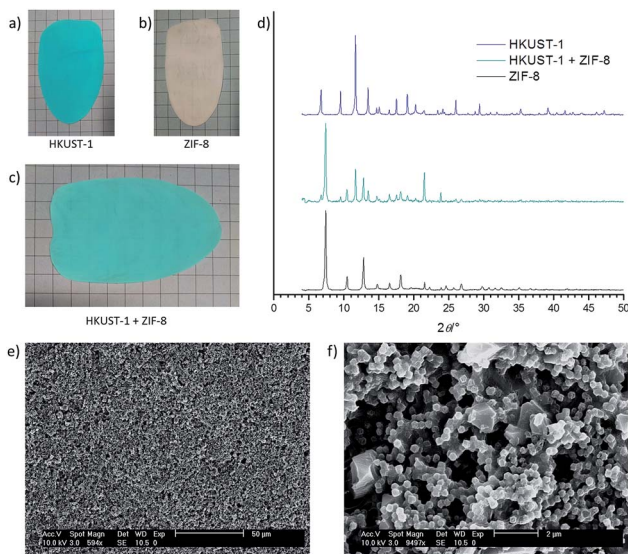 a)
b)
HKUST-1
ZIF-8
c)
HKUST-1 + ZIF-8
d)
HKUST-1
HKUST-1 + ZIF-8
ZIF-8
0 5 10 15 20 25 30 35 40 45 50
2θ/°
e)
Acc.V Spot Magn Det WD Exp
10.0 kV 3.0 594x SE 10.5 0
50 µm
f)
Acc.V Spot Magn Det WD Exp
10.0 kV 3.0 9497x SE 10.5 0
2 µm